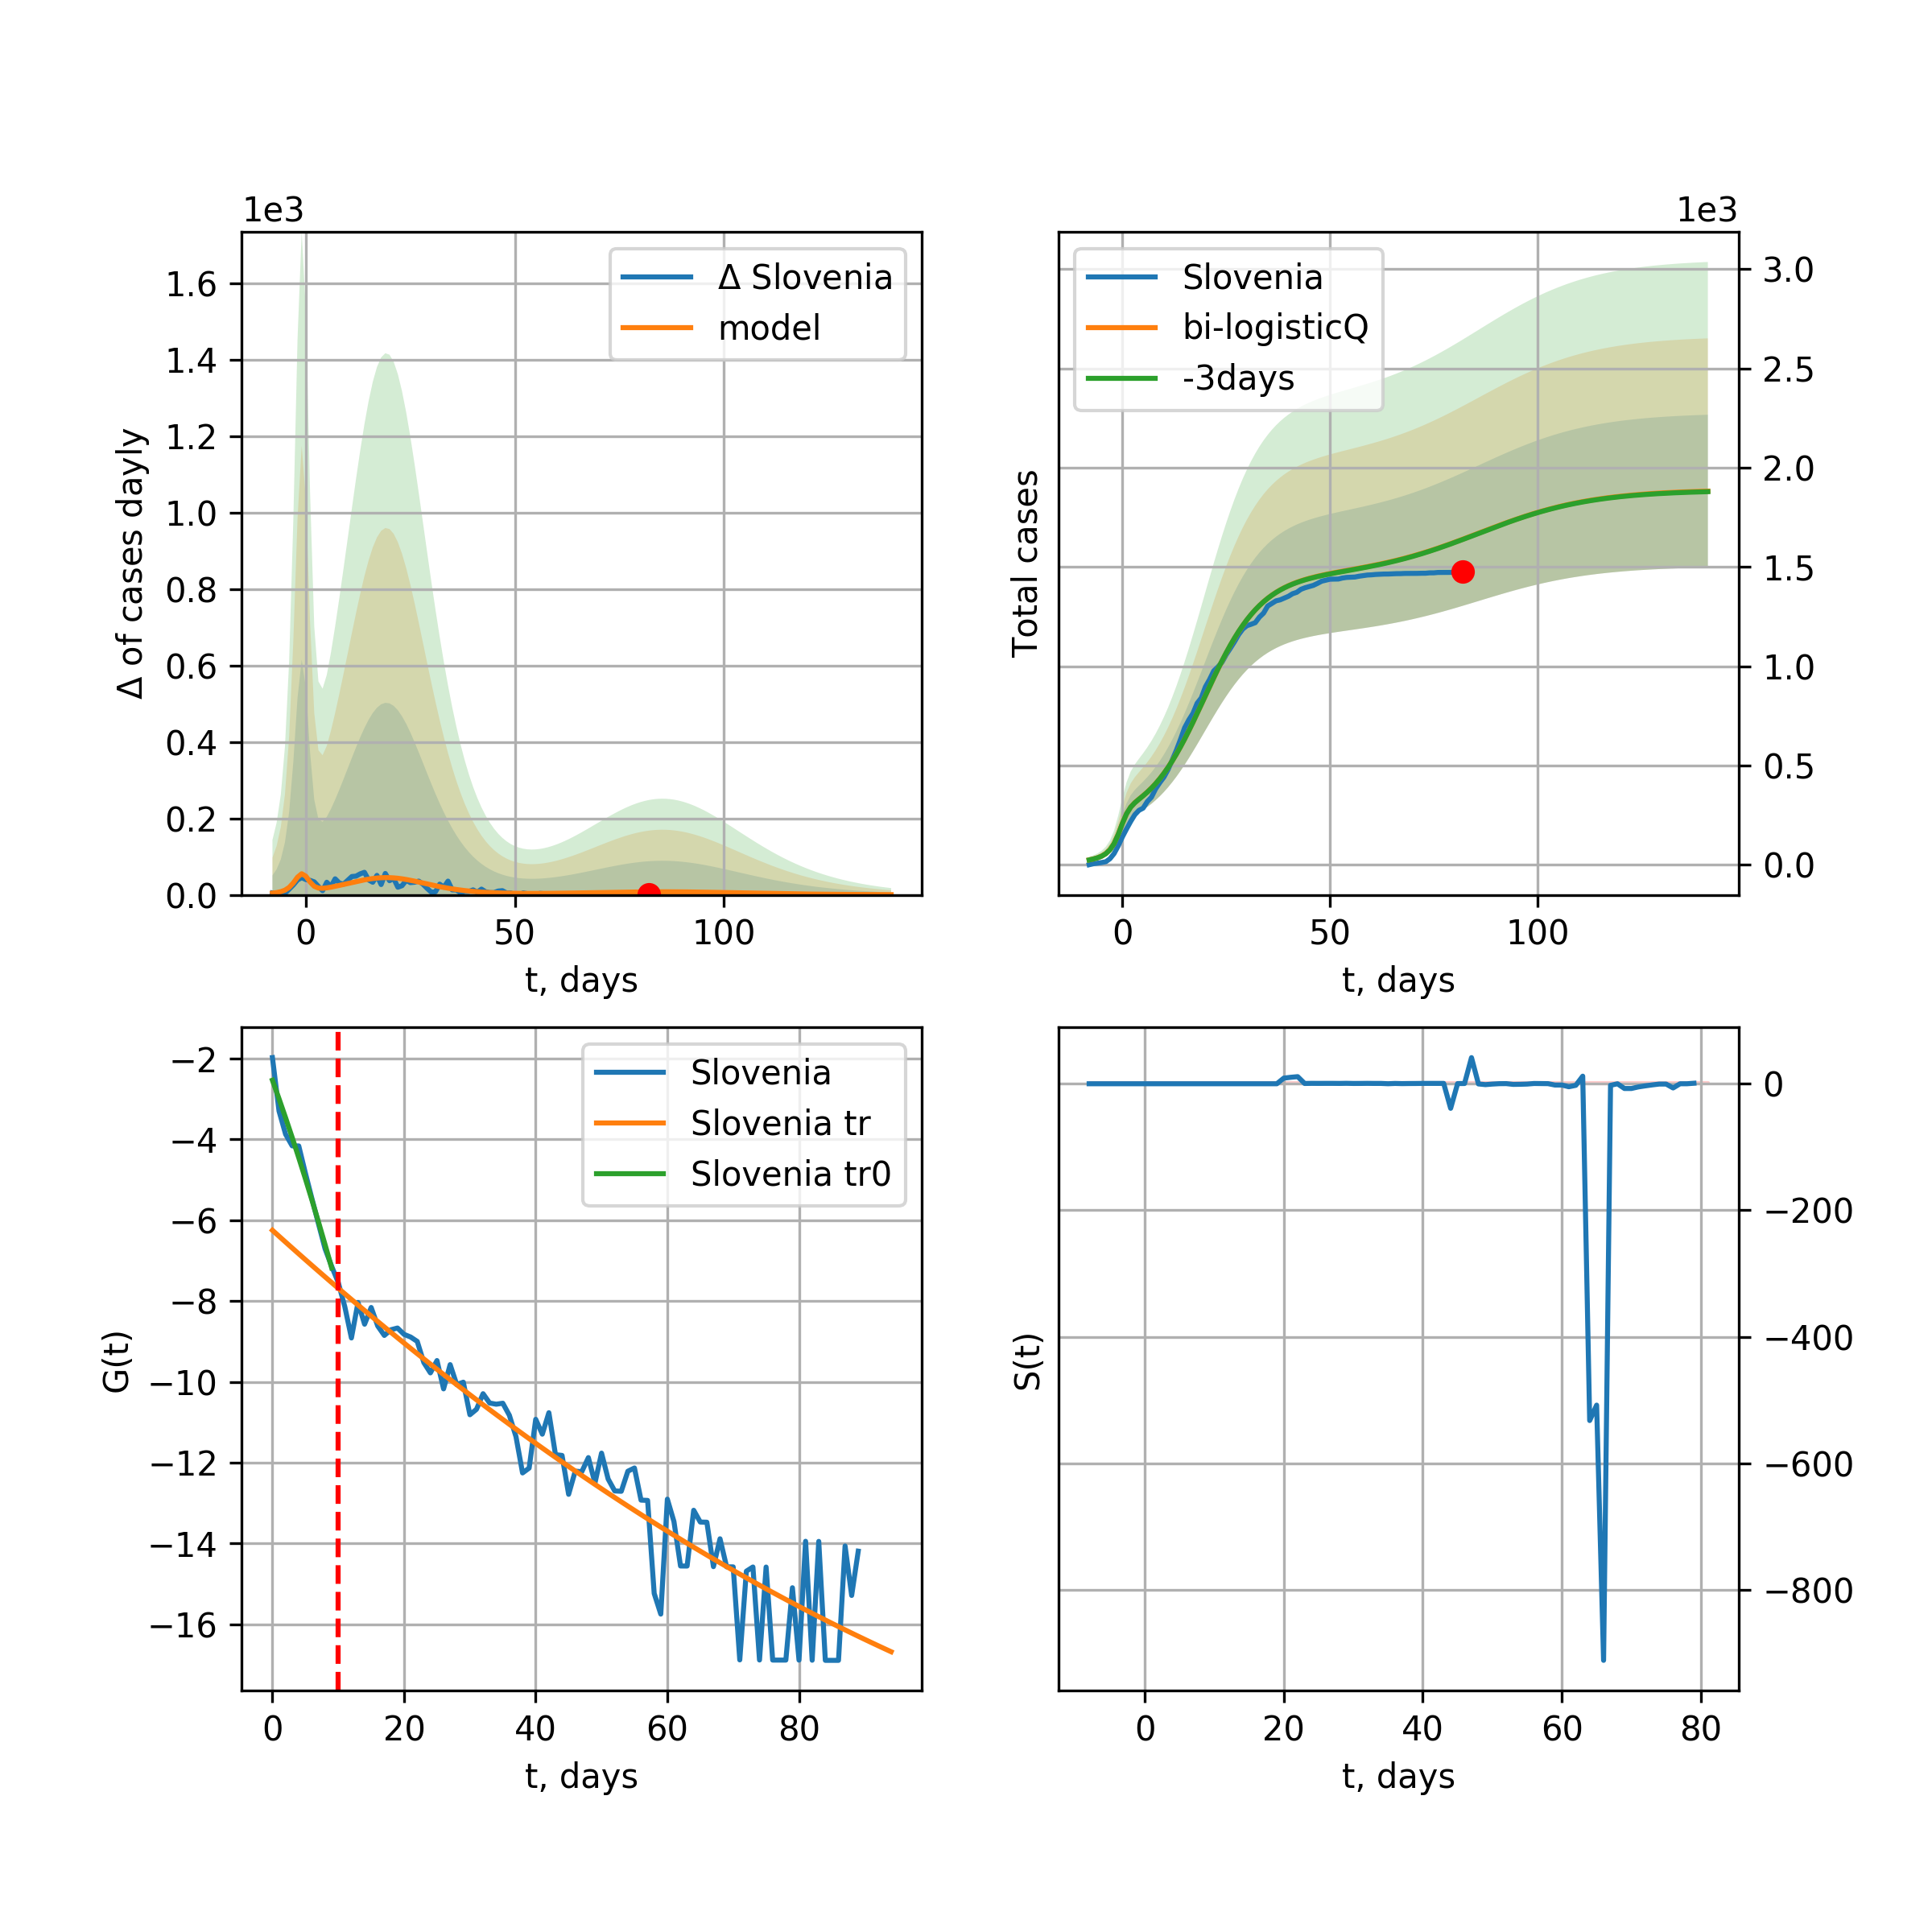 1e3
Δ of cases dayly
1.6
1.4
1.2
1.0
0.8
0.6
0.4
0.2
0.0
0 50 100
t, days
Δ Slovenia
model
1e3
Total cases
3.0
2.5
2.0
1.5
1.0
0.5
0.0
0 50 100
t, days
Slovenia
bi-logisticQ
-3days
G(t)
−2
−4
−6
−8
−10
−12
−14
−16
0 20 40 60 80
t, days
Slovenia
Slovenia tr
Slovenia tr0
S(t)
0
−200
−400
−600
−800
0 20 40 60 80
t, days